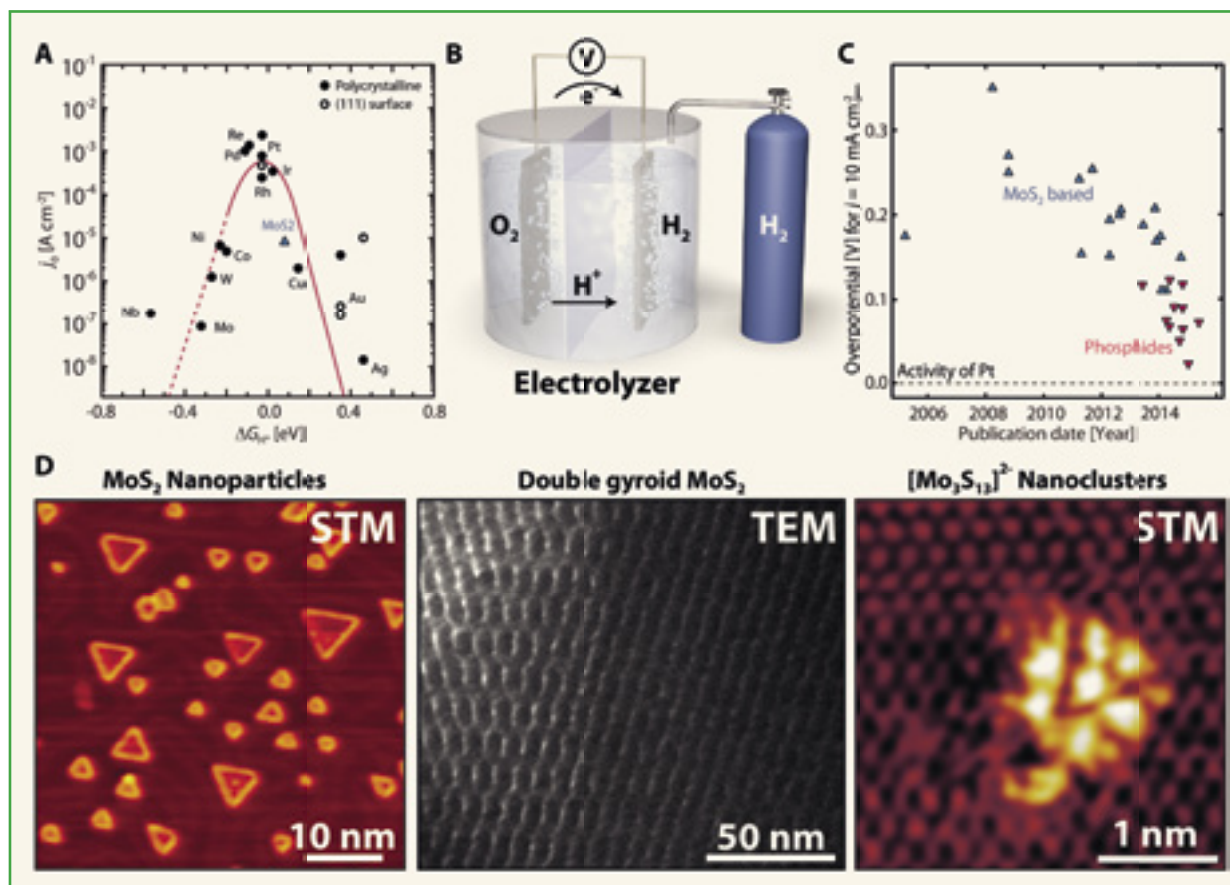 A
10⁻¹
10⁻²
10⁻³
10⁻⁴
10⁻⁵
10⁻⁶
10⁻⁷
10⁻⁸
j₀ [A cm⁻²]
● Polycrystalline
○ (111) surface
Re
Pt
Pd
Ir
Rh
MoS2
Ni
Co
W
Cu
Au
Nb
Mo
Ag
-0.8 -0.4 0.0 0.4 0.8
ΔG_H* [eV]
B
V
e⁻
O₂
H₂
H₂
H⁺
Electrolyzer
C
Overpotential [V] for j = 10 mA cm⁻²
0.3
0.2
0.1
0.0
MoS₂ based
Phosphides
Activity of Pt
2006 2008 2010 2012 2014
Publication date [Year]
D
MoS₂ Nanoparticles
Double gyroid MoS₂
[Mo₃S₁₃]²⁻ Nanoclusters
STM
TEM
STM
10 nm
50 nm
1 nm